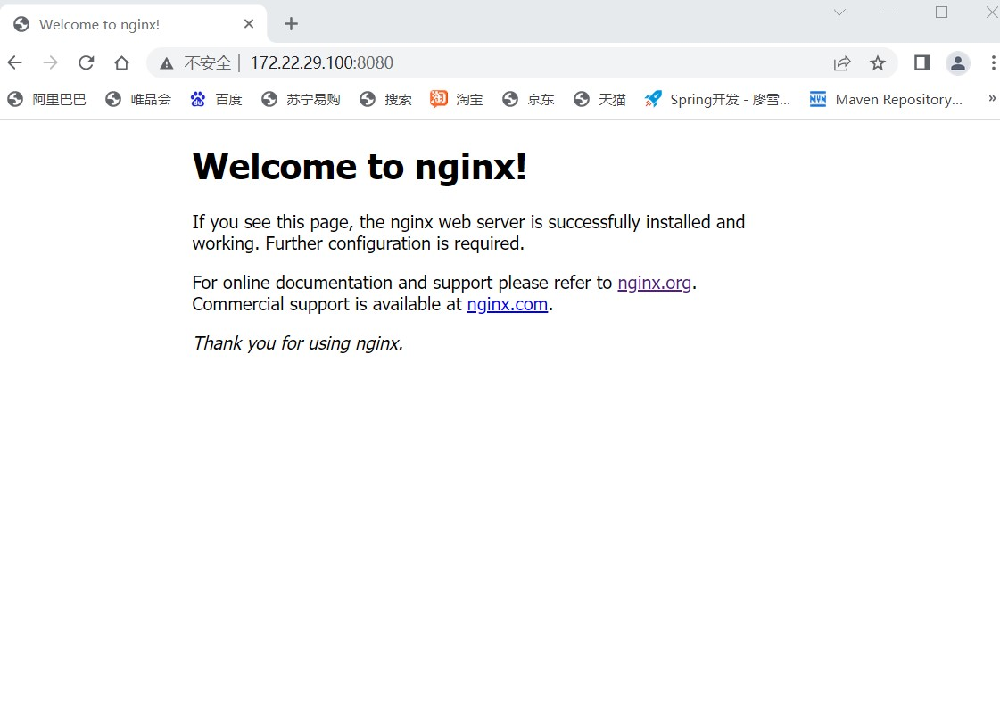 Welcome to nginx!
不安全 172.22.29.100:8080
阿里巴巴 唯品会 百度 苏宁易购 搜索 淘 淘宝 京东 天猫 Spring开发 - 廖雪... MVN Maven Repository... »
Welcome to nginx!
If you see this page, the nginx web server is successfully installed and
working. Further configuration is required.
For online documentation and support please refer to nginx.org.
Commercial support is available at nginx.com.
Thank you for using nginx.